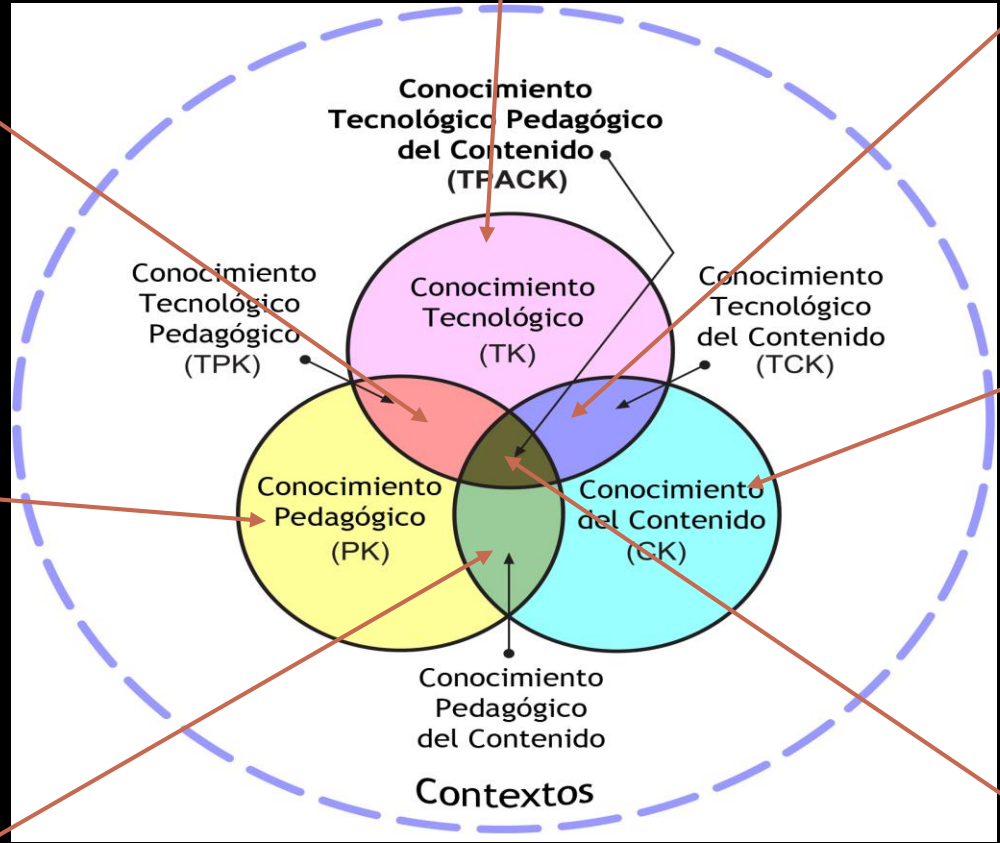 Conocimiento
Tecnológico Pedagógico
del Contenido
(TPACK)
Conocimiento
Tecnológico
Pedagógico
(TPK)
Conocimiento
Tecnológico
(TK)
Conocimiento
Tecnológico
del Contenido
(TCK)
Conocimiento
Pedagógico
(PK)
Conocimiento
del Contenido
(CK)
Conocimiento
Pedagógico
del Contenido
Contextos